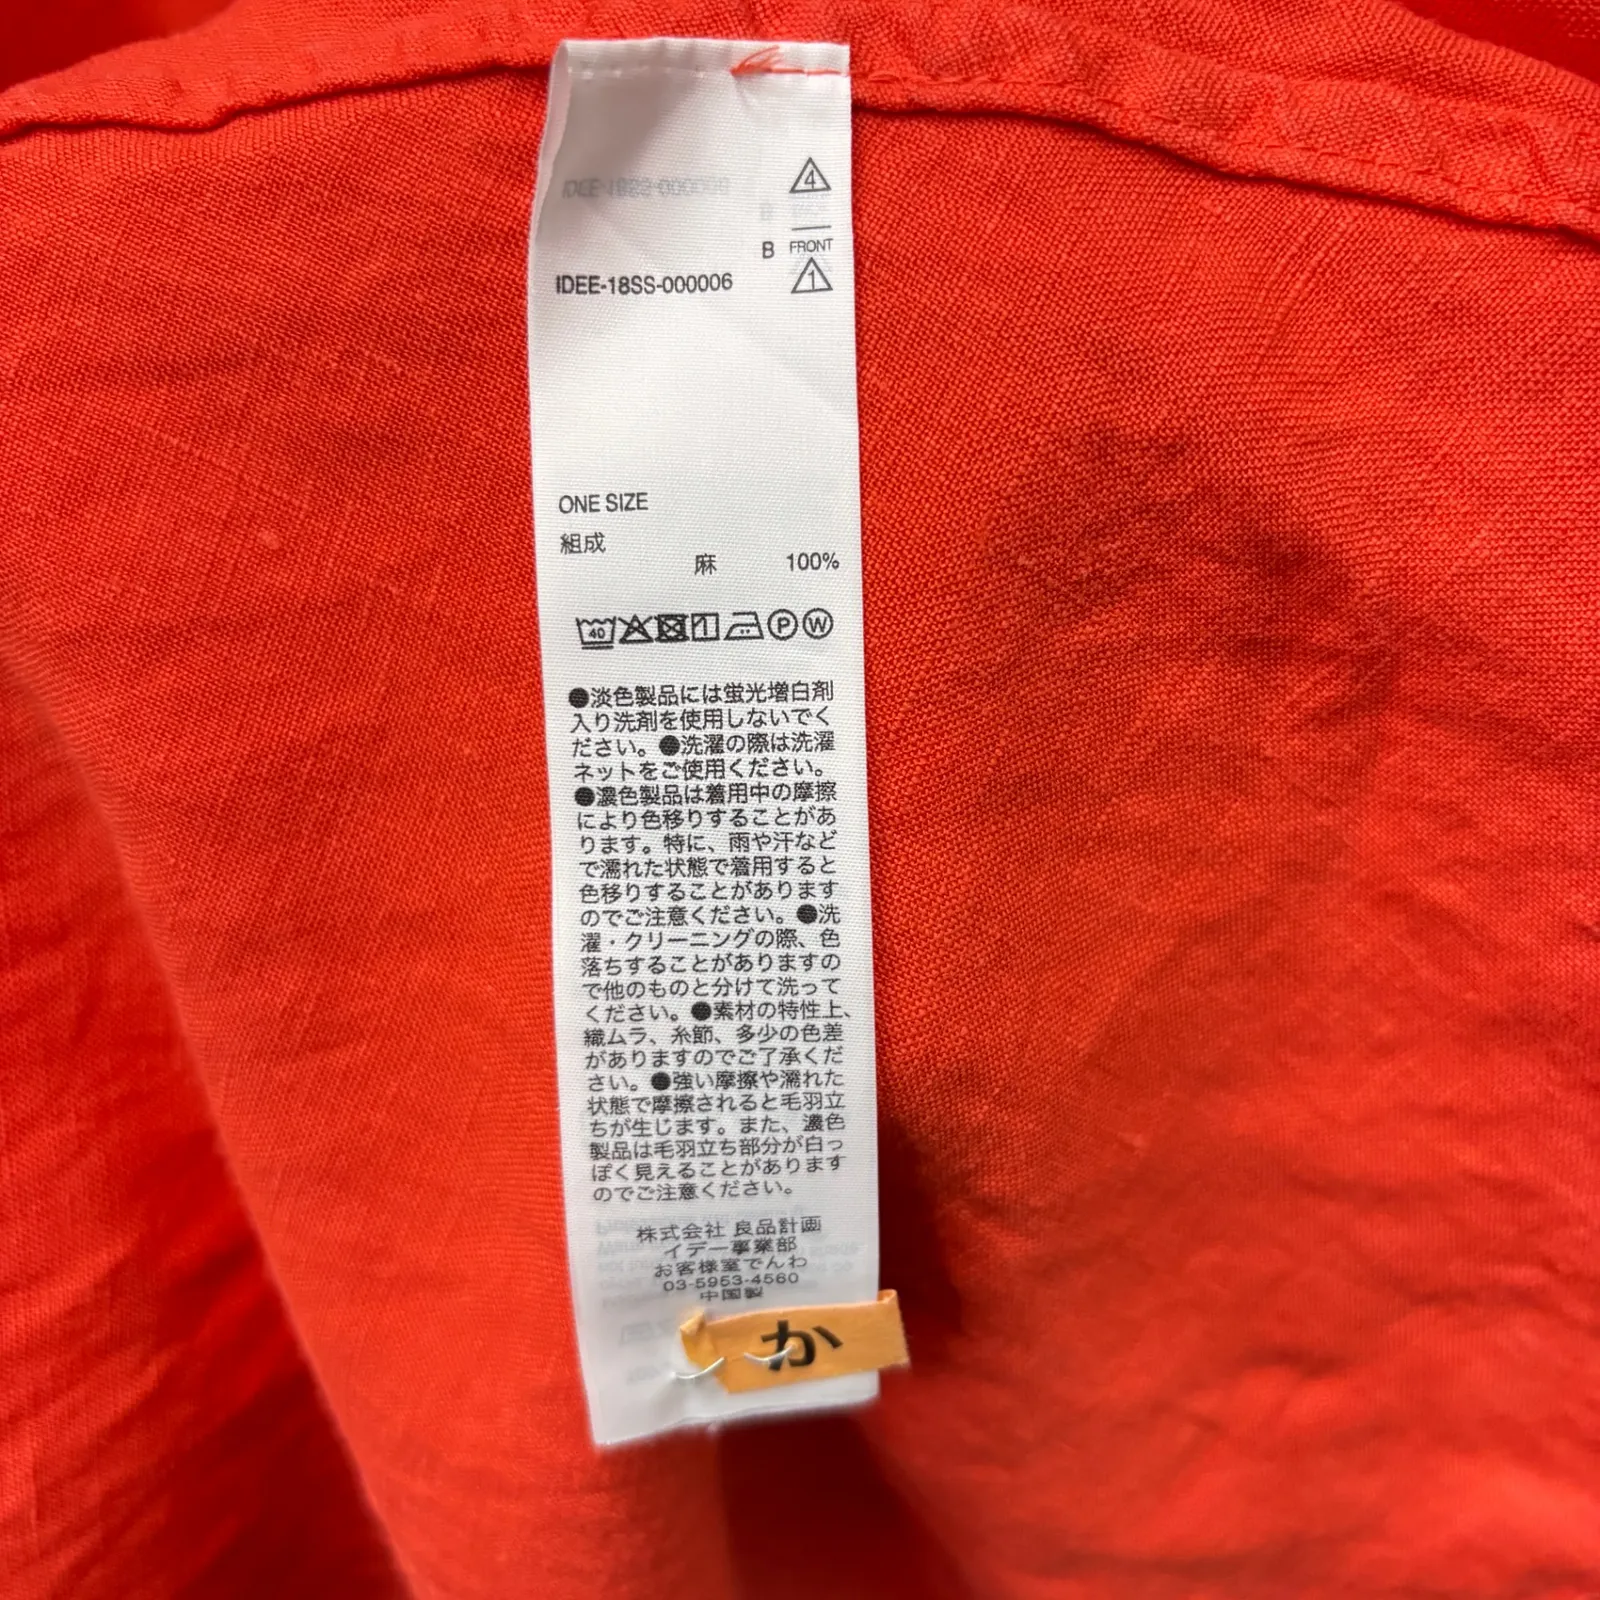 4
B FRONT
IDEE-18SS-000006
1
ONE SIZE
組成
麻 100%
40
P W
●淡色製品には蛍光増白剤
入り洗剤を使用しないでく
ださい。●洗濯の際は洗濯
ネットをご使用ください。
●濃色製品は着用中の摩擦
により色移りすることがあ
ります。特に、雨や汗など
で濡れた状態で着用すると
色移りすることがあります
のでご注意ください。●洗
濯・クリーニングの際、色
落ちすることがありますの
で他のものと分けて洗って
ください。●素材の特性上、
織ムラ、糸節、多少の色差
がありますのでご了承くだ
さい。●強い摩擦や濡れた
状態で摩擦されると毛羽立
ちが生じます。また、濃色
製品は毛羽立ち部分が白っ
ぽく見えることがあります
のでご注意ください。
株式会社 良品計画
イデー事業部
お客様室でんわ
03-5953-4560
中国製
か